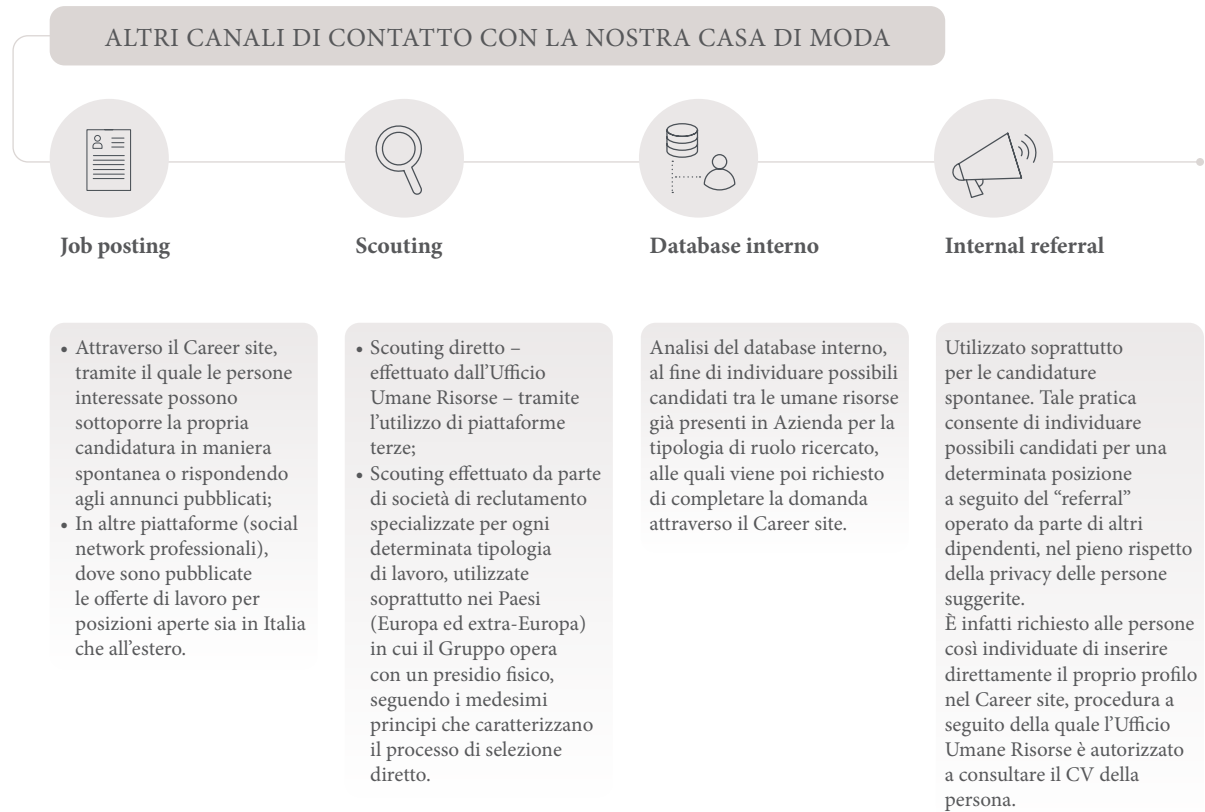 ALTRI CANALI DI CONTATTO CON LA NOSTRA CASA DI MODA
Job posting
• Attraverso il Career site,
tramite il quale le persone
interessate possono
sottoporre la propria
candidatura in maniera
spontanea o rispondendo
agli annunci pubblicati;
• In altre piattaforme (social
network professionali),
dove sono pubblicate
le offerte di lavoro per
posizioni aperte sia in Italia
che all’estero.
Scouting
• Scouting diretto –
effettuato dall’Ufficio
Umane Risorse – tramite
l’utilizzo di piattaforme
terze;
• Scouting effettuato da parte
di società di reclutamento
specializzate per ogni
determinata tipologia
di lavoro, utilizzate
soprattutto nei Paesi
(Europa ed extra-Europa)
in cui il Gruppo opera
con un presidio fisico,
seguendo i medesimi
principi che caratterizzano
il processo di selezione
diretto.
Database interno
Analisi del database interno,
al fine di individuare possibili
candidati tra le umane risorse
già presenti in Azienda per la
tipologia di ruolo ricercato,
alle quali viene poi richiesto
di completare la domanda
attraverso il Career site.
Internal referral
Utilizzato soprattutto
per le candidature
spontanee. Tale pratica
consente di individuare
possibili candidati per una
determinata posizione
a seguito del “referral”
operato da parte di altri
dipendenti, nel pieno rispetto
della privacy delle persone
suggerite.
È infatti richiesto alle persone
così individuate di inserire
direttamente il proprio profilo
nel Career site, procedura a
seguito della quale l’Ufficio
Umane Risorse è autorizzato
a consultare il CV della
persona.